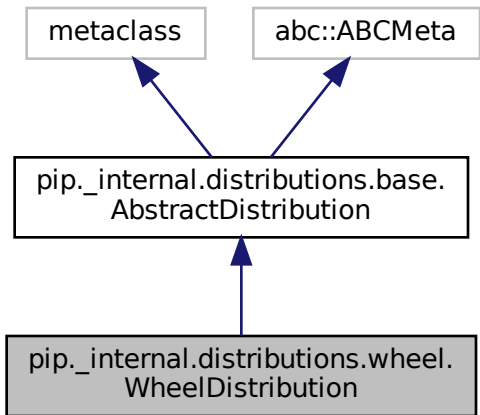 metaclass
abc::ABCMeta
pip._internal.distributions.base.
AbstractDistribution
pip._internal.distributions.wheel.
WheelDistribution